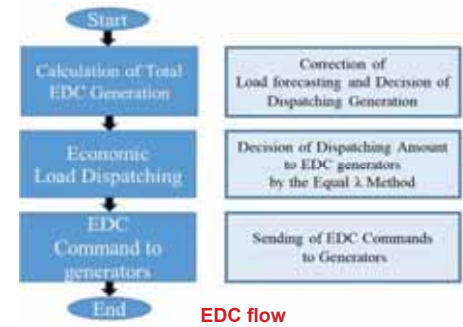 Start
Calculation of Total
EDC Generation
Correction of
Load forecasting and Decision of
Dispatching Generation
Economic
Load Dispatching
Decision of Dispatching Amount
to EDC generators
by the Equal λ Method
EDC
Command to
generators
Sending of EDC Commands
to Generators
End
EDC flow